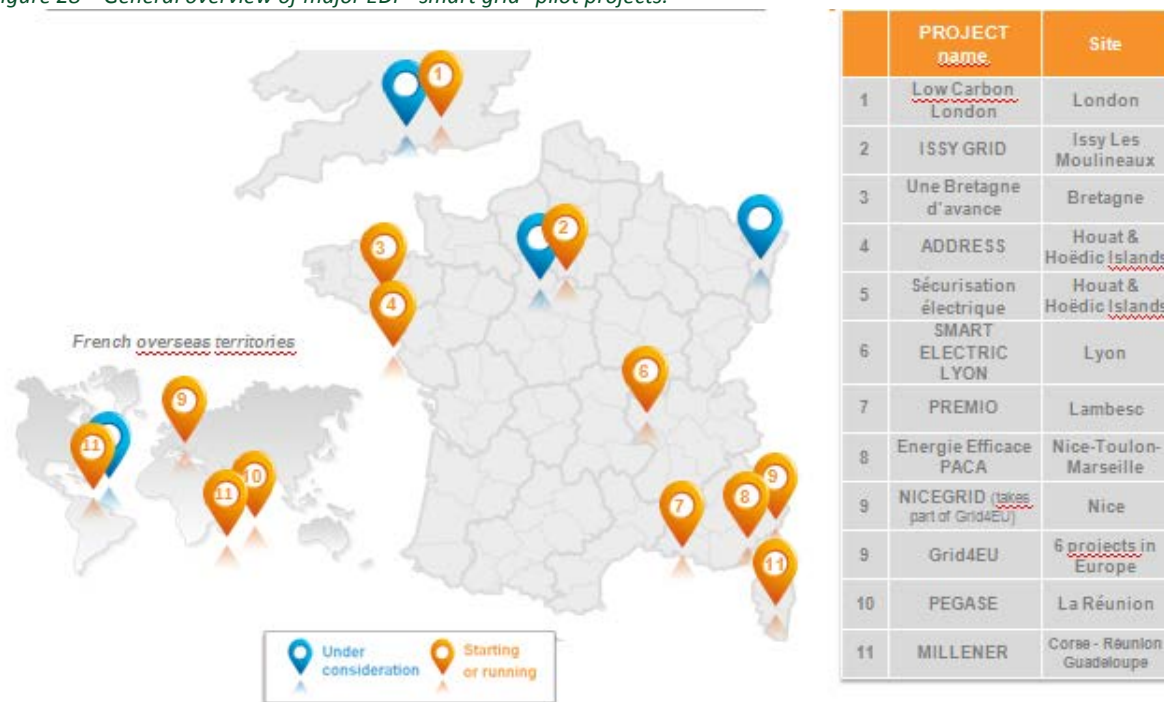 Figure 28 – General overview of major EDF "smart grid" pilot projects.
1
2
3
4
6
7
8
9
11
French overseas territories
9
11
10
11
Under
consideration
Starting
or running
PROJECT
name
Site
1
Low Carbon
London
London
2
ISSY GRID
Issy Les
Moulineaux
3
Une Bretagne
d'avance
Bretagne
4
ADDRESS
Houat &
Hoëdic Islands
5
Sécurisation
électrique
Houat &
Hoëdic Islands
6
SMART
ELECTRIC
LYON
Lyon
7
PREMIO
Lambesc
8
Energie Efficace
PACA
Nice-Toulon-
Marseille
9
NICEGRID (takes
part of Grid4EU)
Nice
9
Grid4EU
6 projects in
Europe
10
PEGASE
La Réunion
11
MILLENER
Corse - Réunion
Guadeloupe